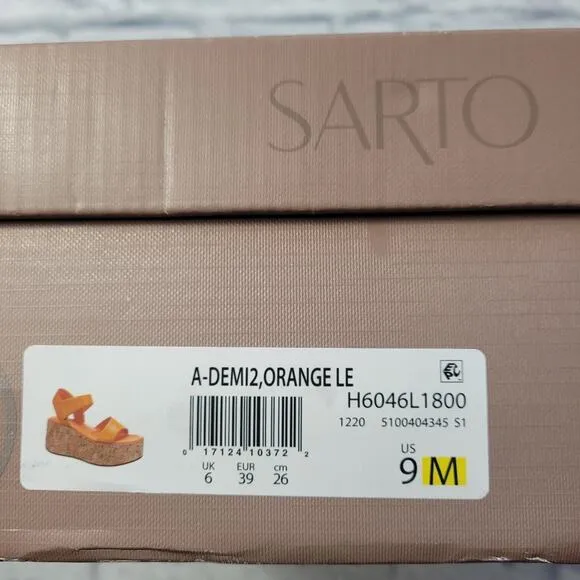 SARTO
A-DEMI2,ORANGE LE
H6046L1800
1220 5100404345 S1
0 17124 10372 2
UK EUR cm
6 39 26
US
9 M